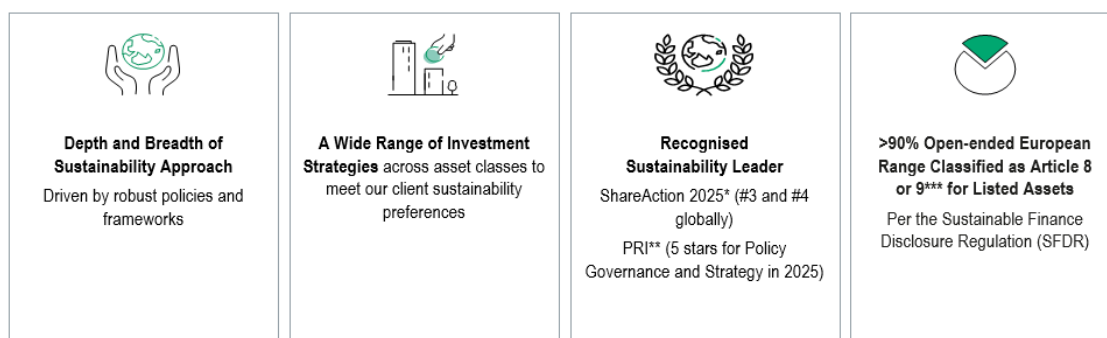 Depth and Breadth of
Sustainability Approach
Driven by robust policies and
frameworks
A Wide Range of Investment
Strategies across asset classes to
meet our client sustainability
preferences
Recognised
Sustainability Leader
ShareAction 2025* (#3 and #4
globally)
PRI** (5 stars for Policy
Governance and Strategy in 2025)
>90% Open-ended European
Range Classified as Article 8
or 9*** for Listed Assets
Per the Sustainable Finance
Disclosure Regulation (SFDR)